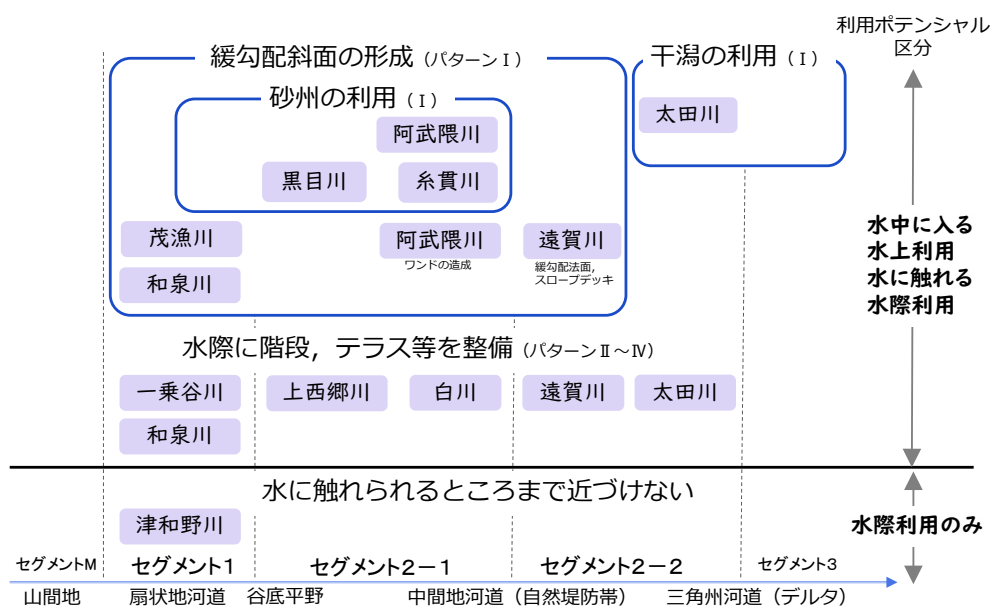 利用ポテンシャル
区分
緩勾配斜面の形成（パターンⅠ）
干潟の利用（Ⅰ）
砂州の利用（Ⅰ）
太田川
阿武隈川
黒目川
糸貫川
茂漁川
阿武隈川
ワンドの造成
遠賀川
緩勾配法面，
スロープデッキ
和泉川
水中に入る
水上利用
水に触れる
水際利用
水際に階段，テラス等を整備（パターンⅡ～Ⅳ）
一乗谷川
上西郷川
白川
遠賀川
太田川
和泉川
水に触れられるところまで近づけない
津和野川
水際利用のみ
セグメントM
セグメント1
セグメント2－1
セグメント2－2
セグメント3
山間地
扇状地河道
谷底平野
中間地河道（自然堤防帯）
三角州河道（デルタ）